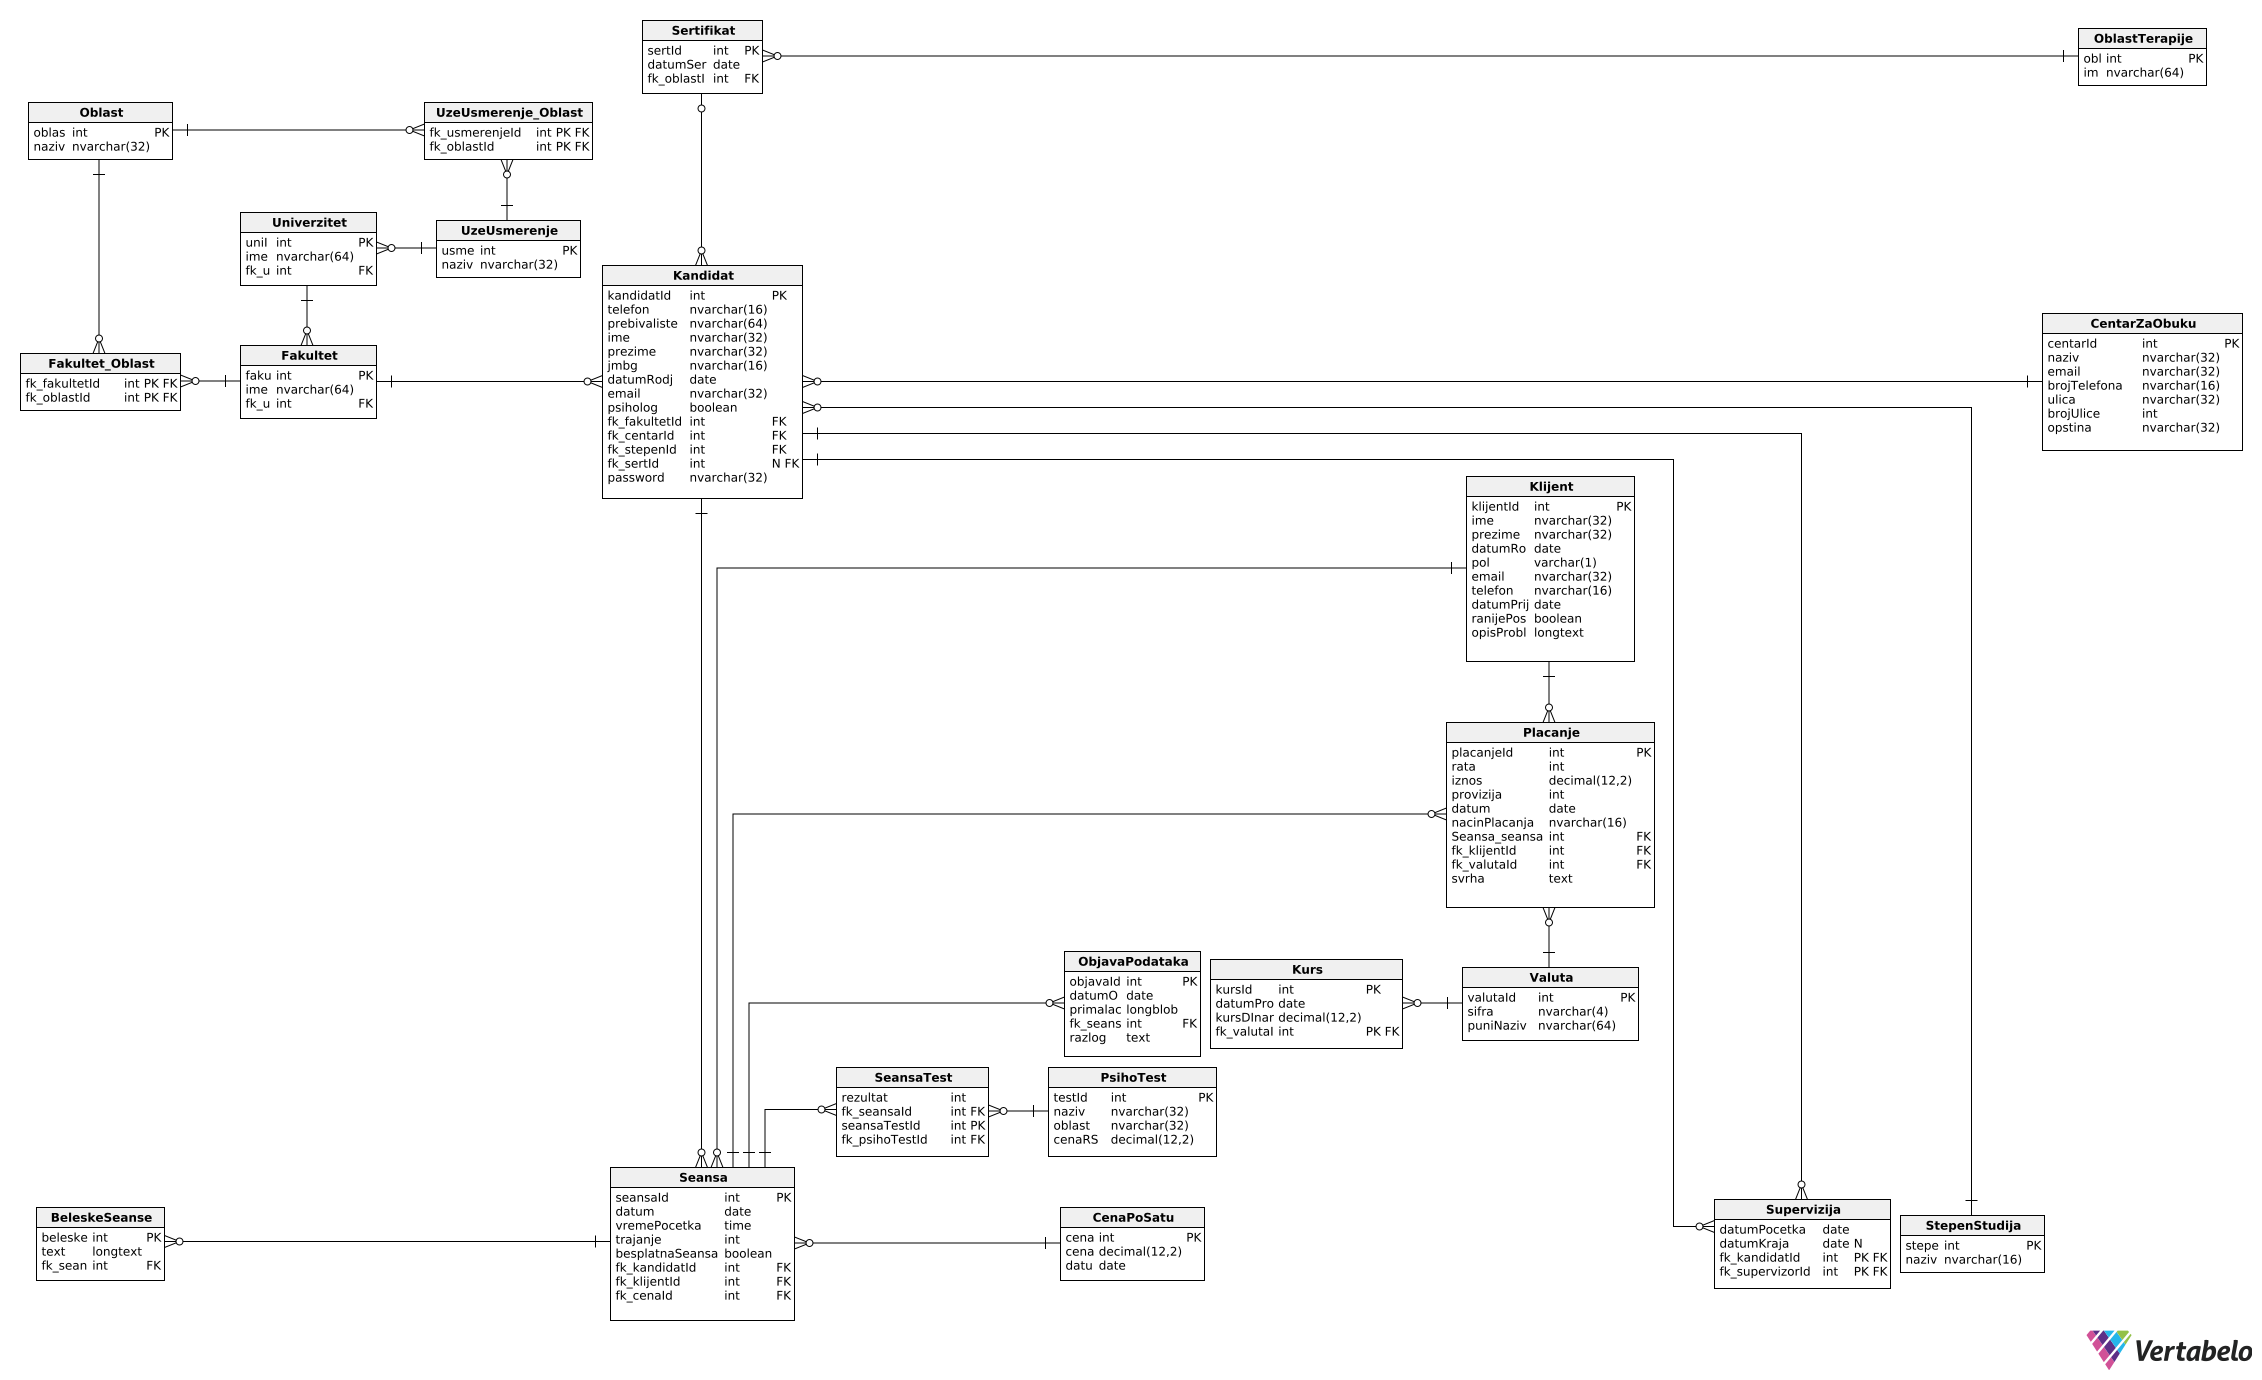 Sertifikat
sertId int PK
datumSer date
fk_oblastI int FK
OblastTerapije
obl int PK
im nvarchar(64)
Oblast
oblas int PK
naziv nvarchar(32)
UzeUsmerenje_Oblast
fk_usmerenjeId int PK FK
fk_oblastId int PK FK
Univerzitet
unil int PK
ime nvarchar(64)
fk_u int FK
UzeUsmerenje
usme int PK
naziv nvarchar(32)
Fakultet_Oblast
fk_fakultetId int PK FK
fk_oblastId int PK FK
Fakultet
faku int PK
ime nvarchar(64)
fk_u int FK
Kandidat
kandidatId int PK
telefon nvarchar(16)
prebivaliste nvarchar(64)
ime nvarchar(32)
prezime nvarchar(32)
jmbg nvarchar(16)
datumRodj date
email nvarchar(32)
psiholog boolean
fk_fakultetId int FK
fk_centarId int FK
fk_stepenId int FK
fk_sertId int N FK
password nvarchar(32)
CentarZaObuku
centarId int PK
naziv nvarchar(32)
email nvarchar(32)
brojTelefona nvarchar(16)
ulica nvarchar(32)
brojUlice int
opstina nvarchar(32)
Klijent
klijentId int PK
ime nvarchar(32)
prezime nvarchar(32)
datumRo date
pol varchar(1)
email nvarchar(32)
telefon nvarchar(16)
datumPrij date
ranijePos boolean
opisProbl longtext
Placanje
placanjeId int PK
rata int
iznos decimal(12,2)
provizija int
datum date
nacinPlacanja nvarchar(16)
Seansa_seansa int FK
fk_klijentId int FK
fk_valutaId int FK
svrha text
ObjavaPodataka
objavaId int PK
datumO date
primalac longblob
fk_seans int FK
razlog text
Kurs
kursId int PK
datumPro date
kursDInar decimal(12,2)
fk_valutaI int PK FK
Valuta
valutaId int PK
sifra nvarchar(4)
puniNaziv nvarchar(64)
SeansaTest
rezultat int
fk_seansaId int FK
seansaTestId int PK
fk_psihoTestId int FK
PsihoTest
testId int PK
naziv nvarchar(32)
oblast nvarchar(32)
cenaRS decimal(12,2)
Seansa
seansaId int PK
datum date
vremePocetka time
trajanje int
besplatnaSeansa boolean
fk_kandidatId int FK
fk_klijentId int FK
fk_cenaId int FK
BeleskeSeanse
beleske int PK
text longtext
fk_sean int FK
CenaPoSatu
cena int PK
cena decimal(12,2)
datu date
Supervizija
datumPocetka date
datumKraja date N
fk_kandidatId int PK FK
fk_supervizorId int PK FK
StepenStudija
stepe int PK
naziv nvarchar(16)
Vertabelo